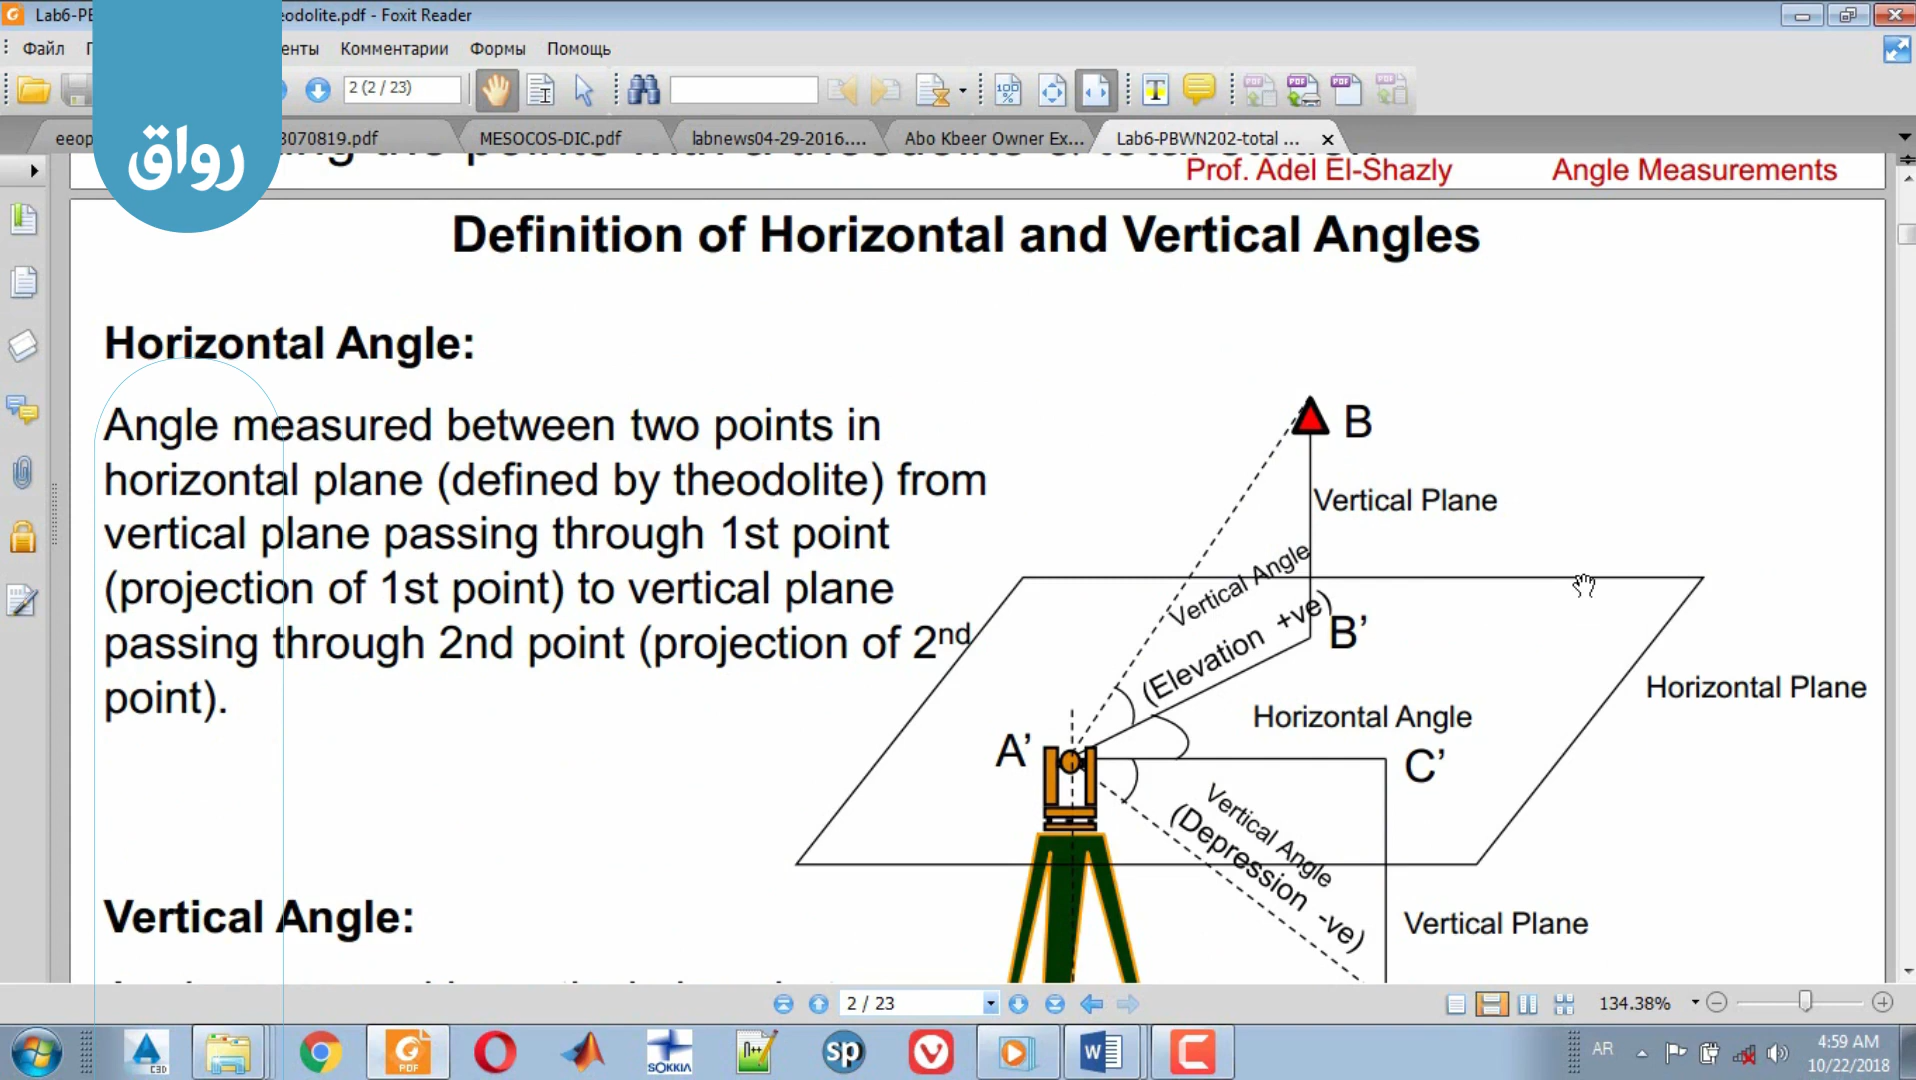 Lab6-PB
eodolite.pdf - Foxit Reader
Файл
енты
Комментарии
Формы
Помощь
2 (2 / 23)
رواق
eeop
3070819.pdf
MESOCOS-DIC.pdf
labnews04-29-2016....
Abo Kbeer Owner Ex...
Lab6-PBWN202-total ...
Prof. Adel El-Shazly
Angle Measurements
Definition of Horizontal and Vertical Angles
Horizontal Angle:
Angle measured between two points in
horizontal plane (defined by theodolite) from
vertical plane passing through 1st point
(projection of 1st point) to vertical plane
passing through 2nd point (projection of 2nd
point).
B
Vertical Plane
Vertical Angle
(Elevation +ve)
B’
Horizontal Plane
Horizontal Angle
A’
C’
Vertical Angle
(Depression -ve)
Vertical Plane
Vertical Angle:
2 / 23
134.38%
C3D
PDF
SOKKIA
n++
sp
W
AR
4:59 AM
10/22/2018